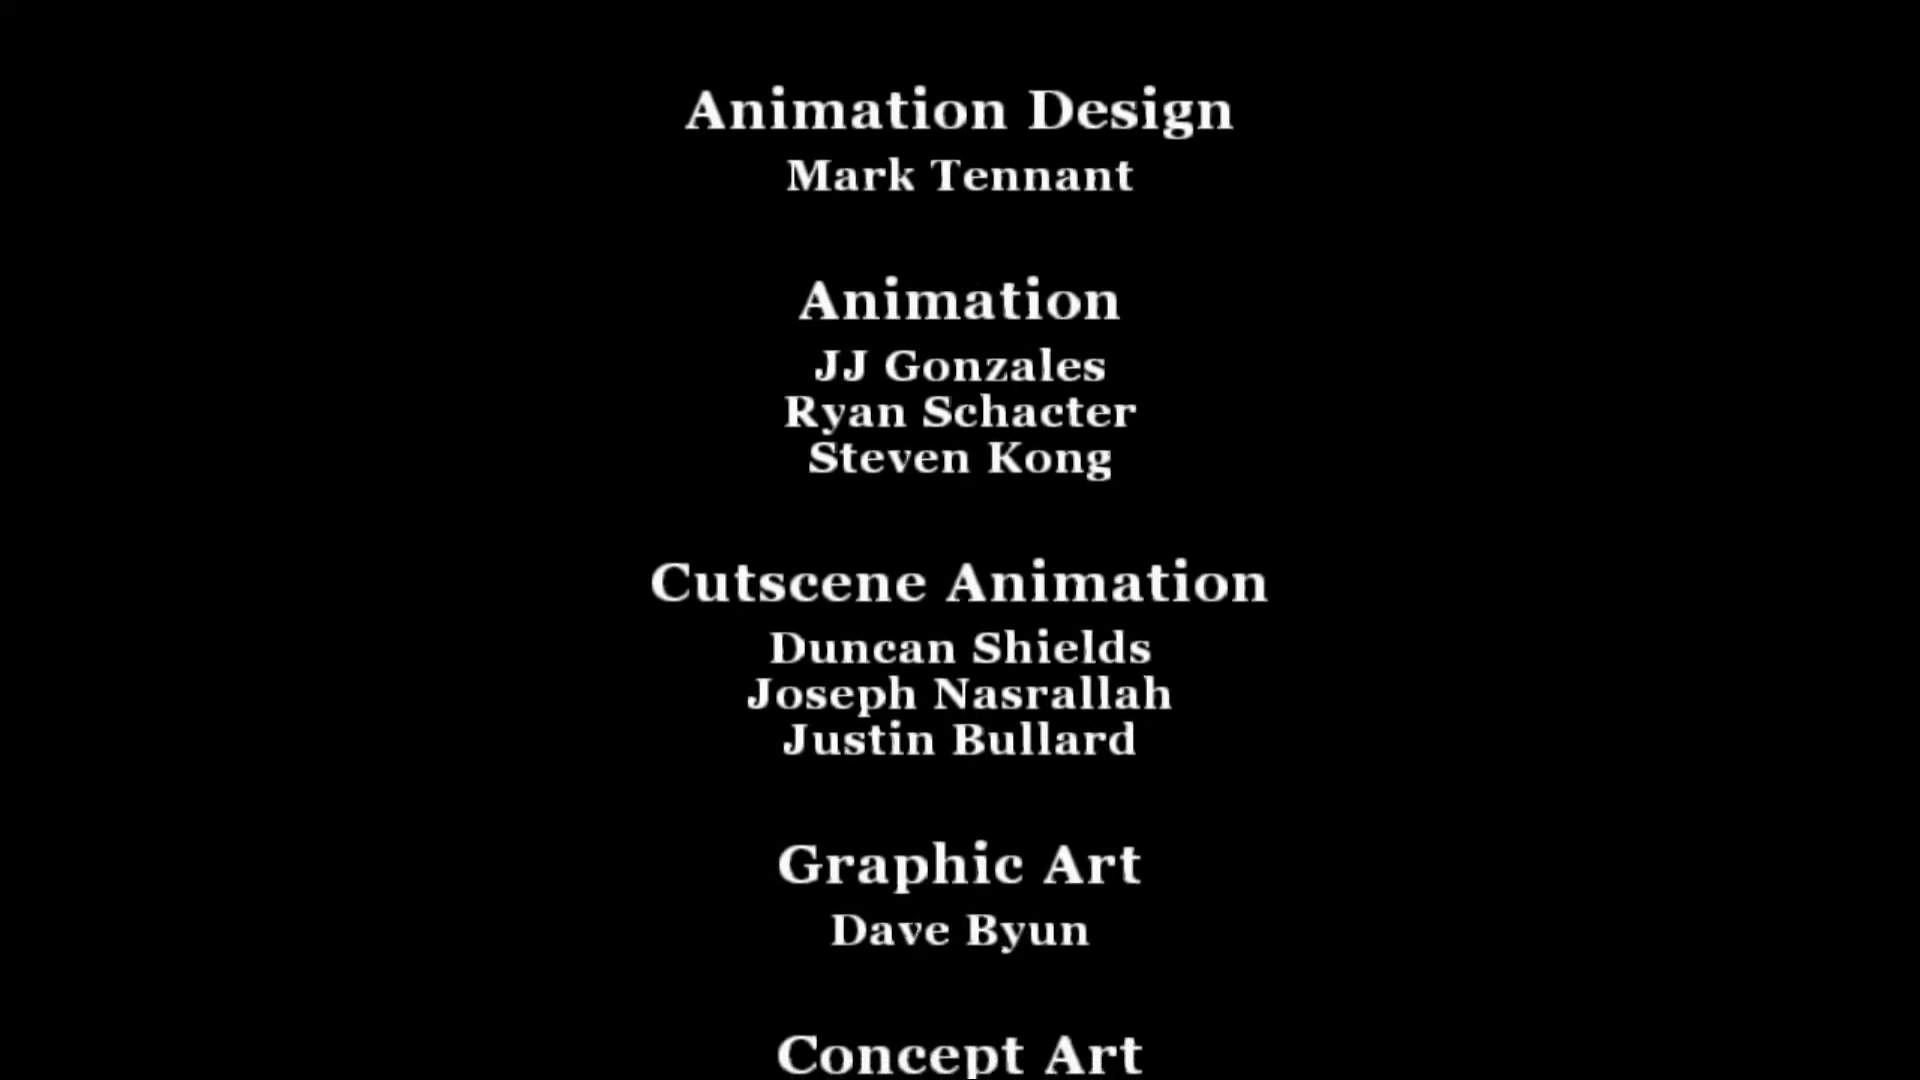 Animation Design
Mark Tennant
Animation
JJ Gonzales
Ryan Schacter
Steven Kong
Cutscene Animation
Duncan Shields
Joseph Nasrallah
Justin Bullard
Graphic Art
Dave Byun
Concept Art